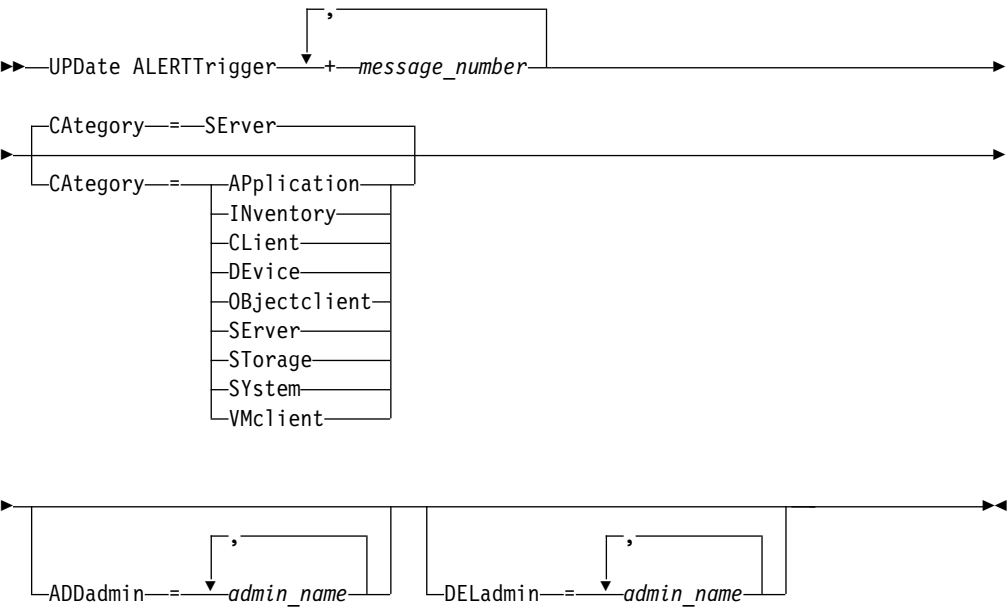 ,
UPDate ALERTTrigger + message_number
CAtegory = SErver
CAtegory = APplication
INventory
CLient
DEvice
OBjectclient
SErver
STorage
SYstem
VMclient
, ,
ADDadmin = admin_name DELadmin = admin_name